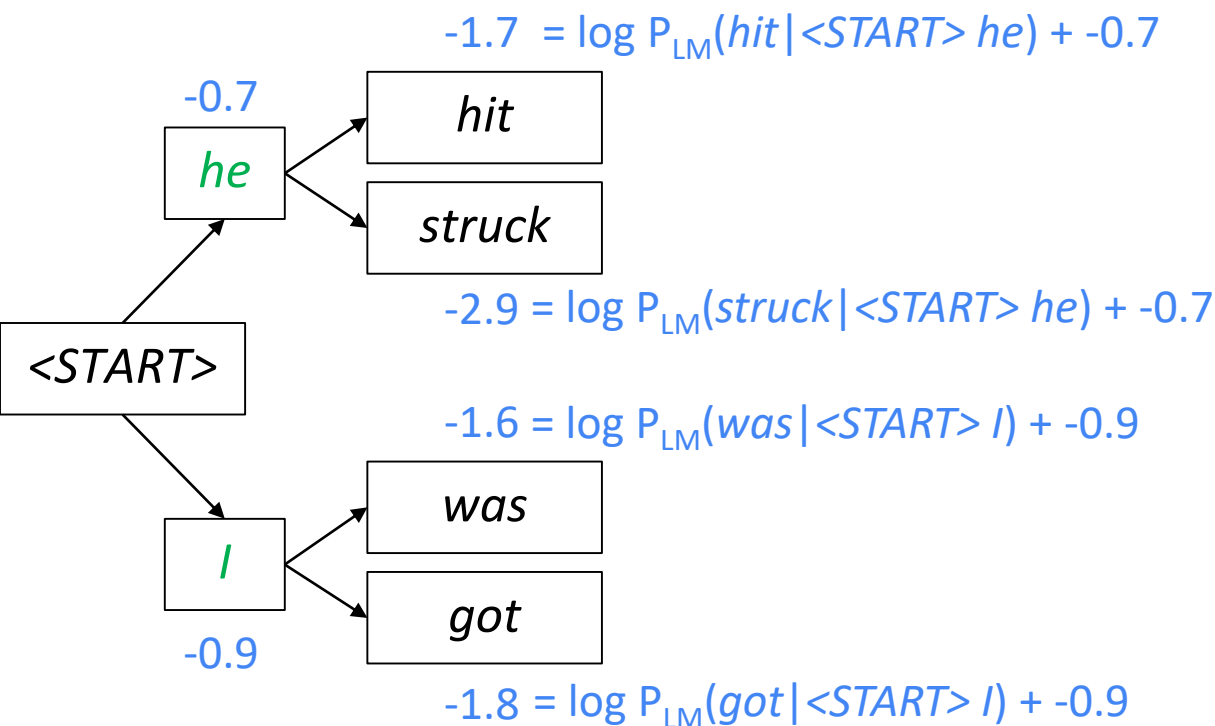 -1.7 = log P_LM(hit|<START> he) + -0.7
-0.7
hit
he
struck
-2.9 = log P_LM(struck|<START> he) + -0.7
<START>
-1.6 = log P_LM(was|<START> I) + -0.9
was
I
got
-0.9
-1.8 = log P_LM(got|<START> I) + -0.9